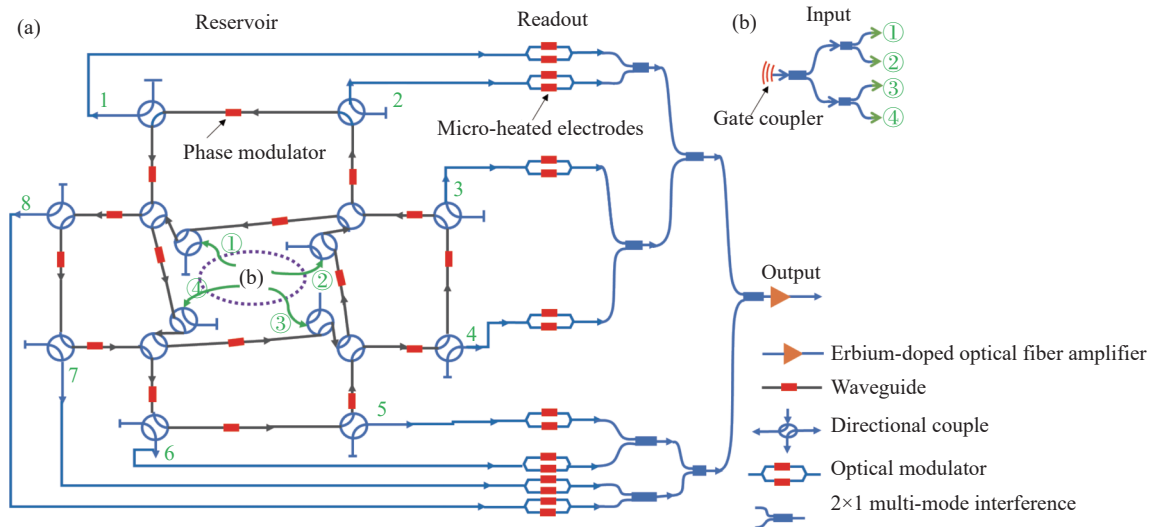 (a)
Reservoir
Readout
(b)
Input
①
②
③
④
Gate coupler
1
2
Phase modulator
Micro-heated electrodes
3
8
①
②
(b)
④
③
4
7
5
6
Output
Erbium-doped optical fiber amplifier
Waveguide
Directional couple
Optical modulator
2×1 multi-mode interference